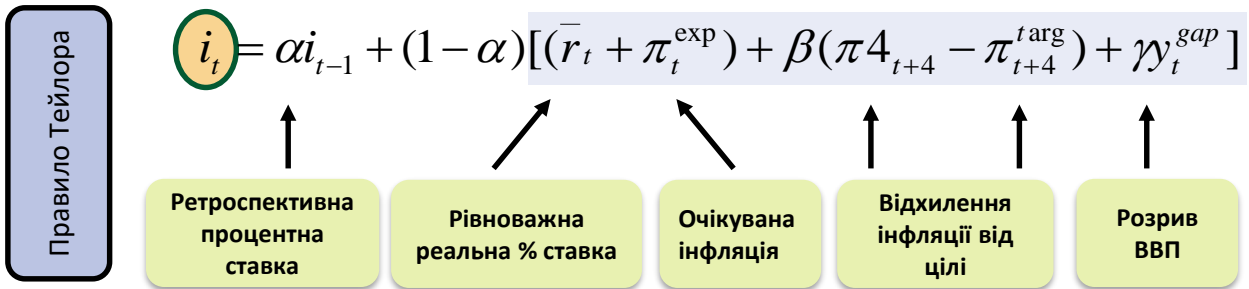 Правило Тейлора
i_t = αi_{t−1} + (1−α)[(r̄_t + π_t^{exp}) + β(π4_{t+4} − π_{t+4}^{targ}) + γy_t^{gap}]
Ретроспективна
процентна
ставка
Рівноважна
реальна % ставка
Очікувана
інфляція
Відхилення
інфляції від
цілі
Розрив
ВВП